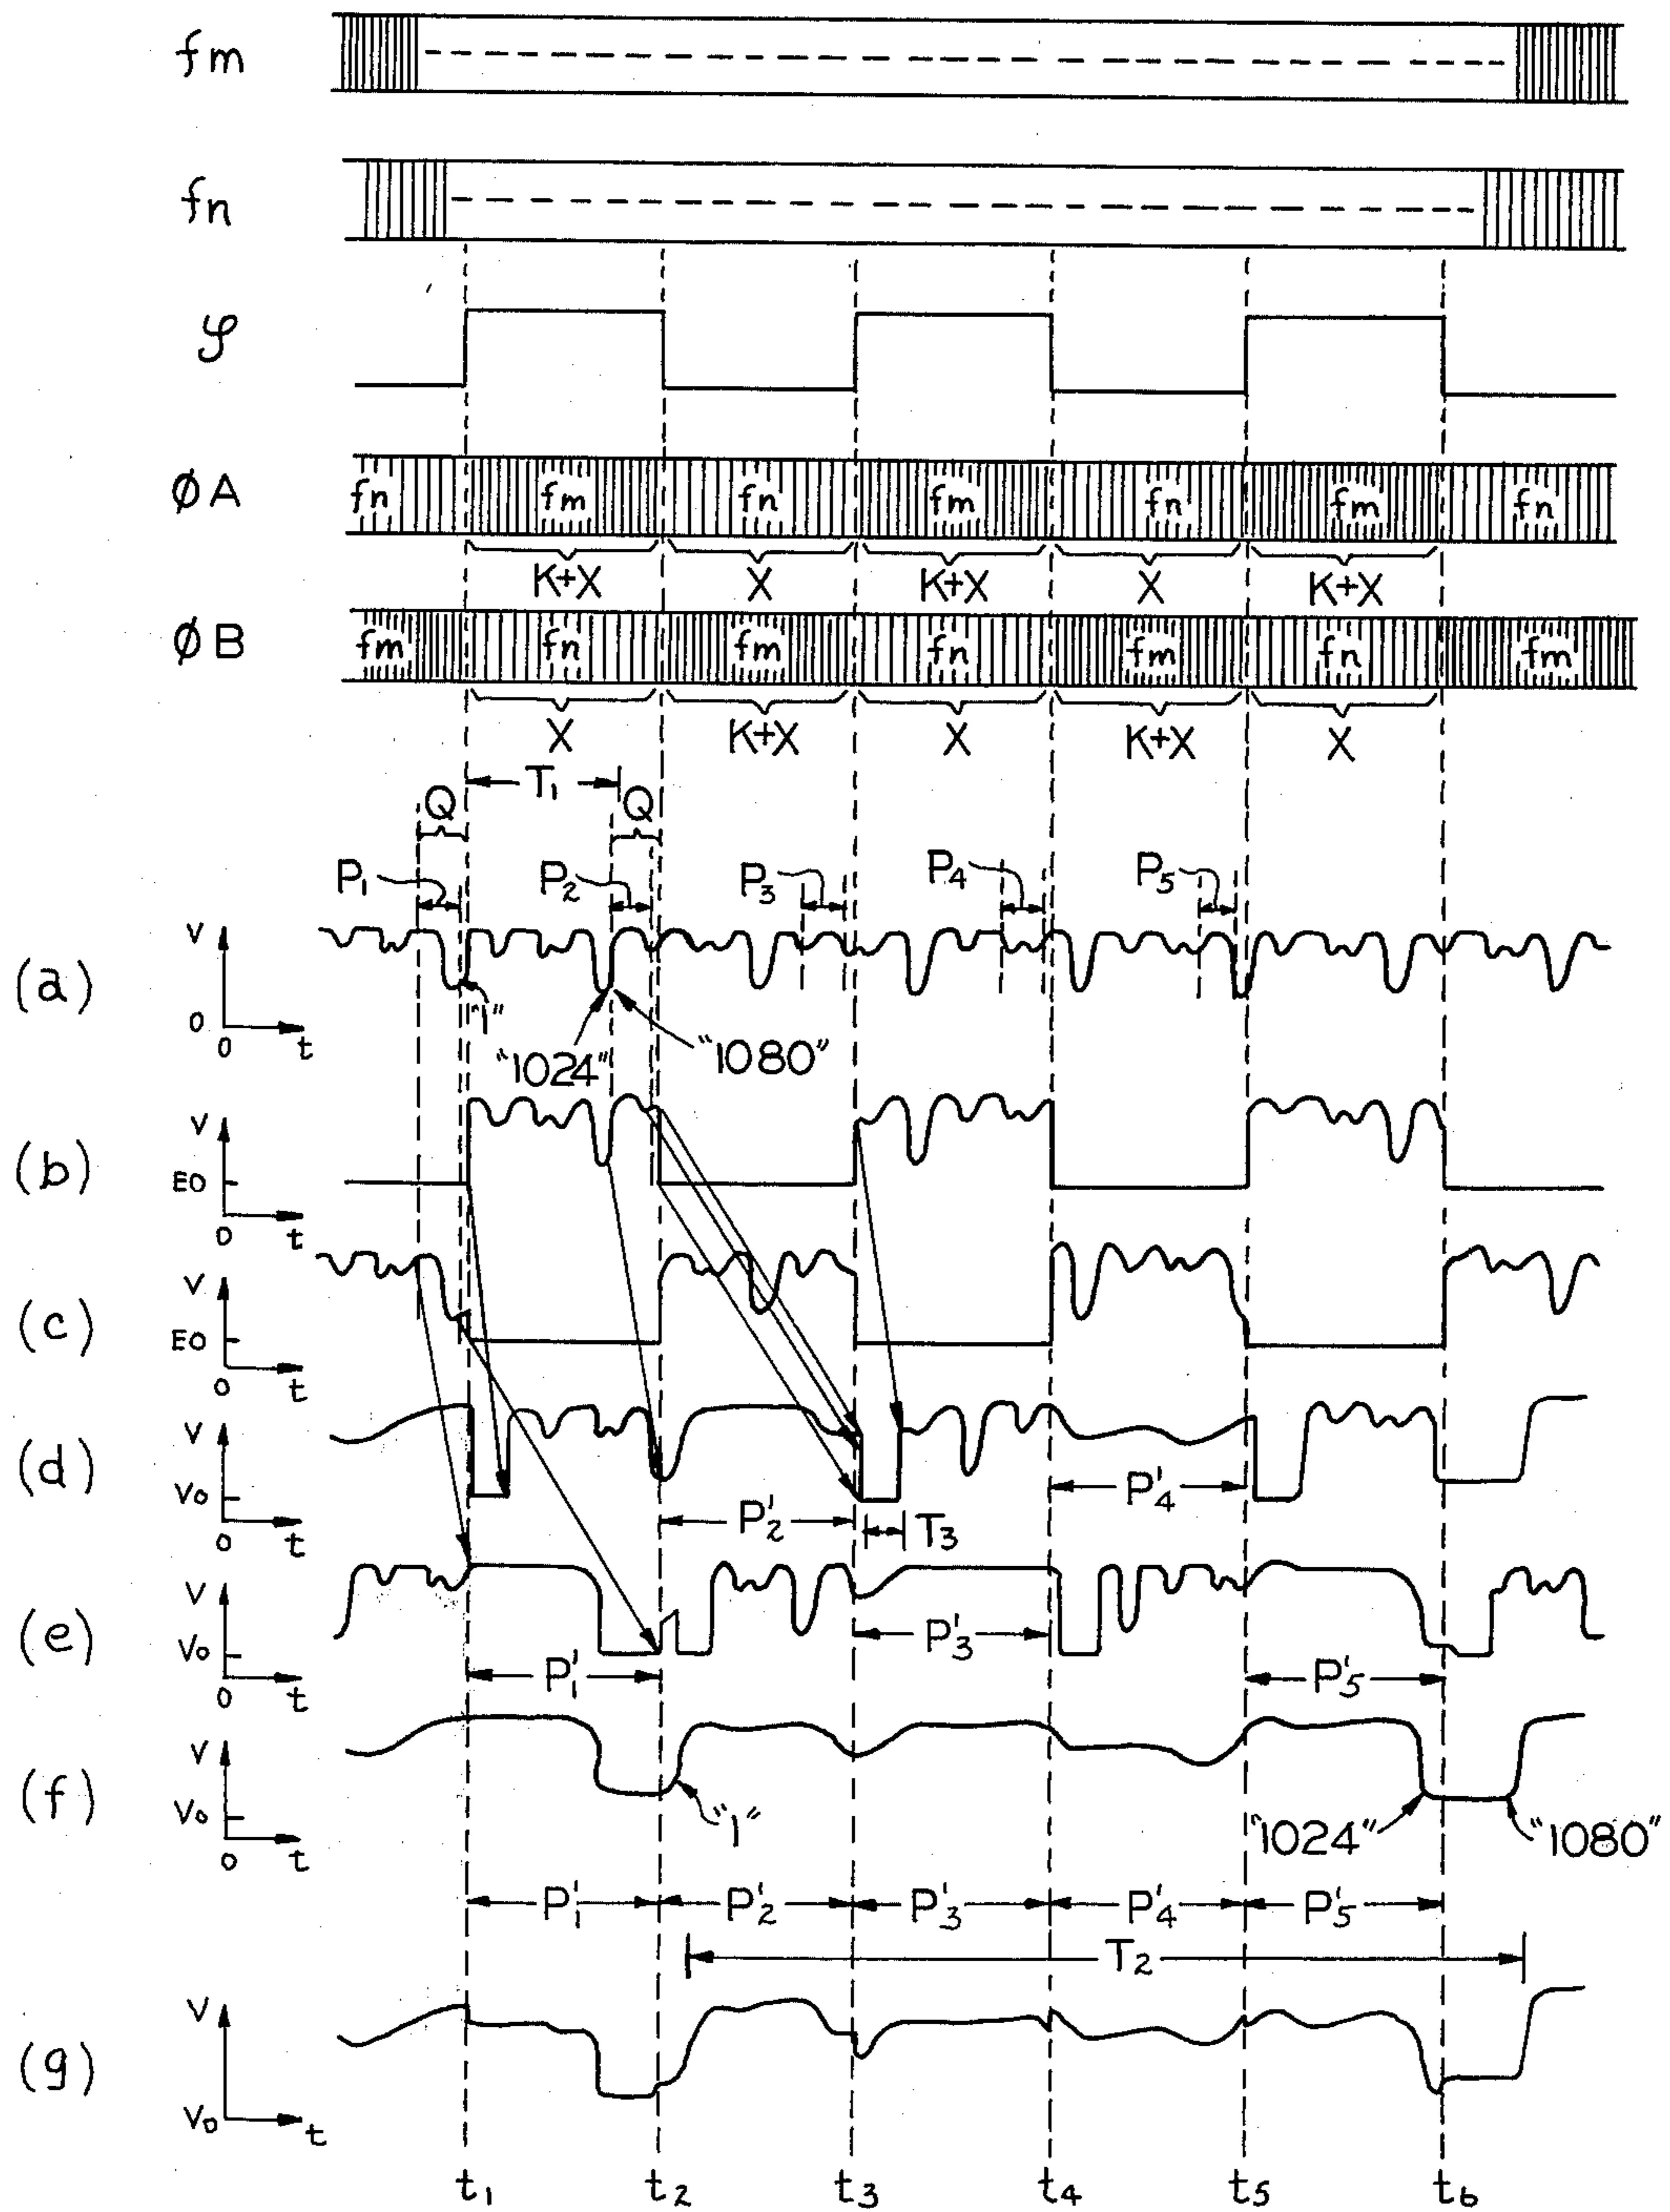 fm
fn
φ
ØA fn fm fn fm fn fm fn
K+X X K+X X K+X
ØB fm fn fm fn fm fn fm
X K+X X K+X X
T1
Q Q
P1 P2 P3 P4 P5
(a) V 0 0 t "1" "1024" "1080"
(b) V E0 0 t
(c) V E0 0 t
(d) V V0 0 t P'2 T3 P'4
(e) V V0 0 t P'1 P'3 P'5
(f) V V0 0 t "1" "1024" "1080"
P'1 P'2 P'3 P'4 P'5
T2
(g) V V0 t
t1 t2 t3 t4 t5 t6